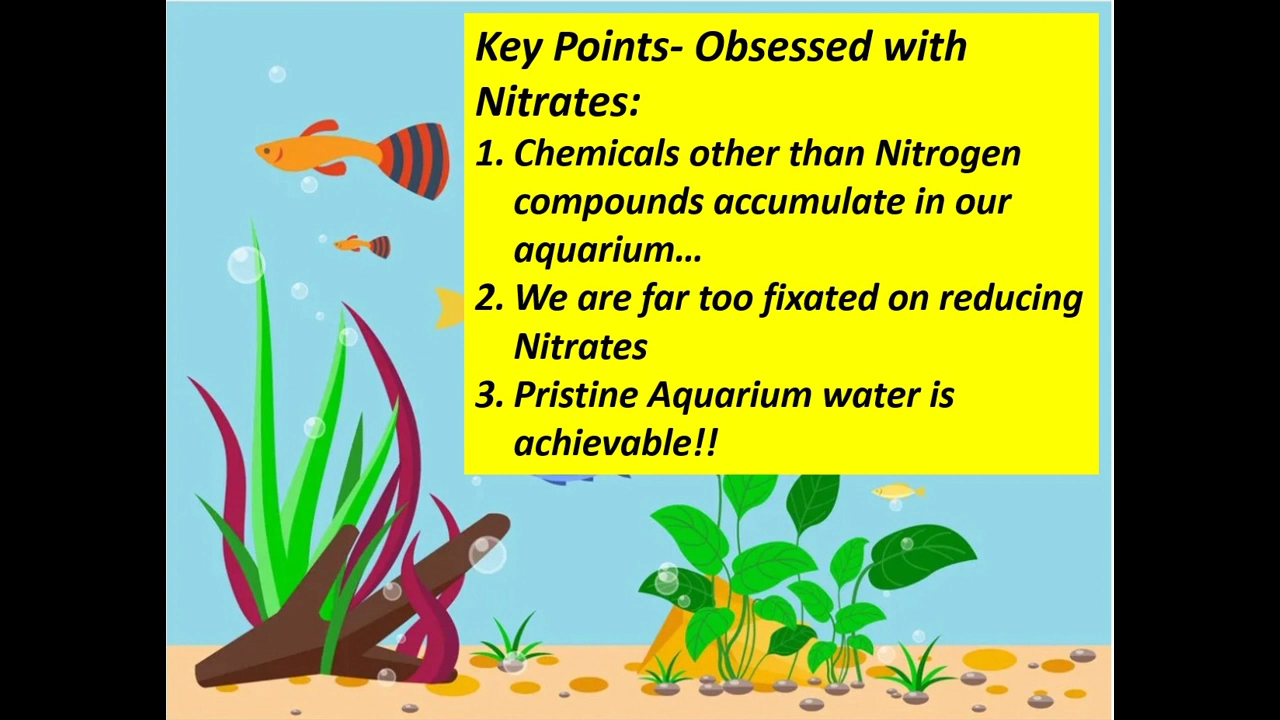 Key Points- Obsessed with
Nitrates:
1. Chemicals other than Nitrogen
compounds accumulate in our
aquarium...
2. We are far too fixated on reducing
Nitrates
3. Pristine Aquarium water is
achievable!!